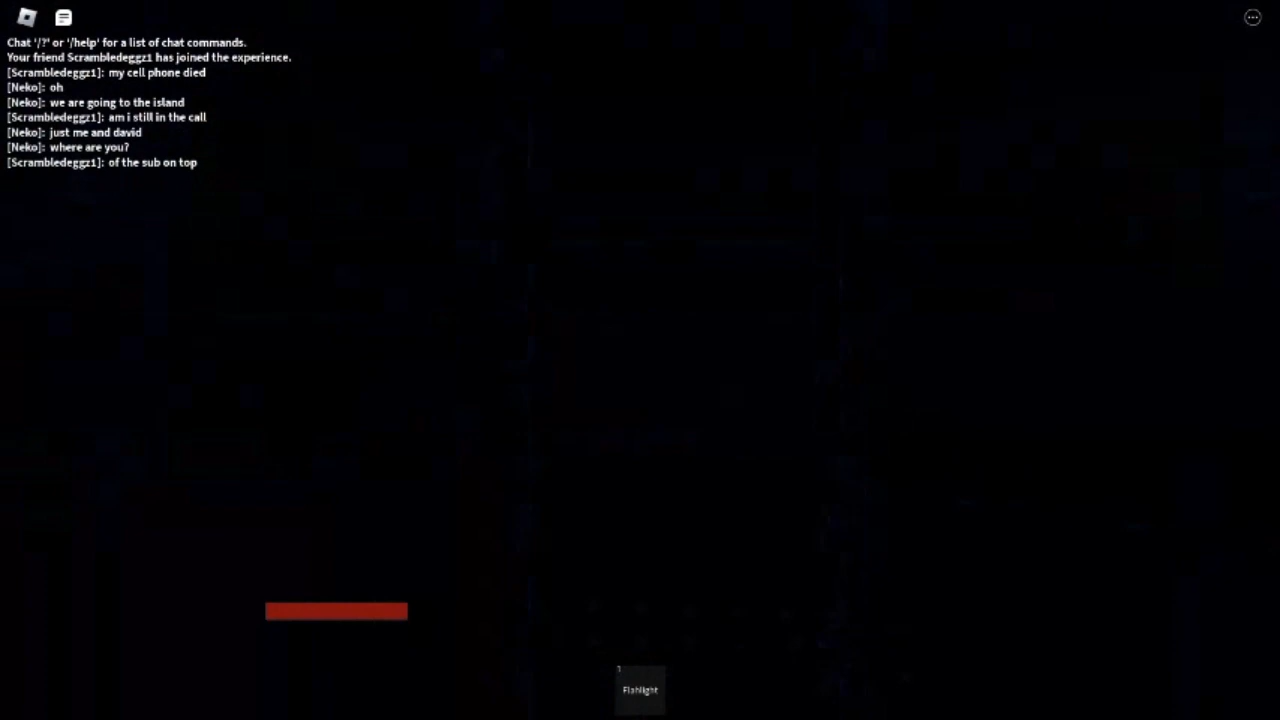 Chat '/?' or '/help' for a list of chat commands.
Your friend Scrambledeggz1 has joined the experience.
[Scrambledeggz1]: my cell phone died
[Neko]: oh
[Neko]: we are going to the island
[Scrambledeggz1]: am i still in the call
[Neko]: just me and david
[Neko]: where are you?
[Scrambledeggz1]: of the sub on top
1
Flahlight